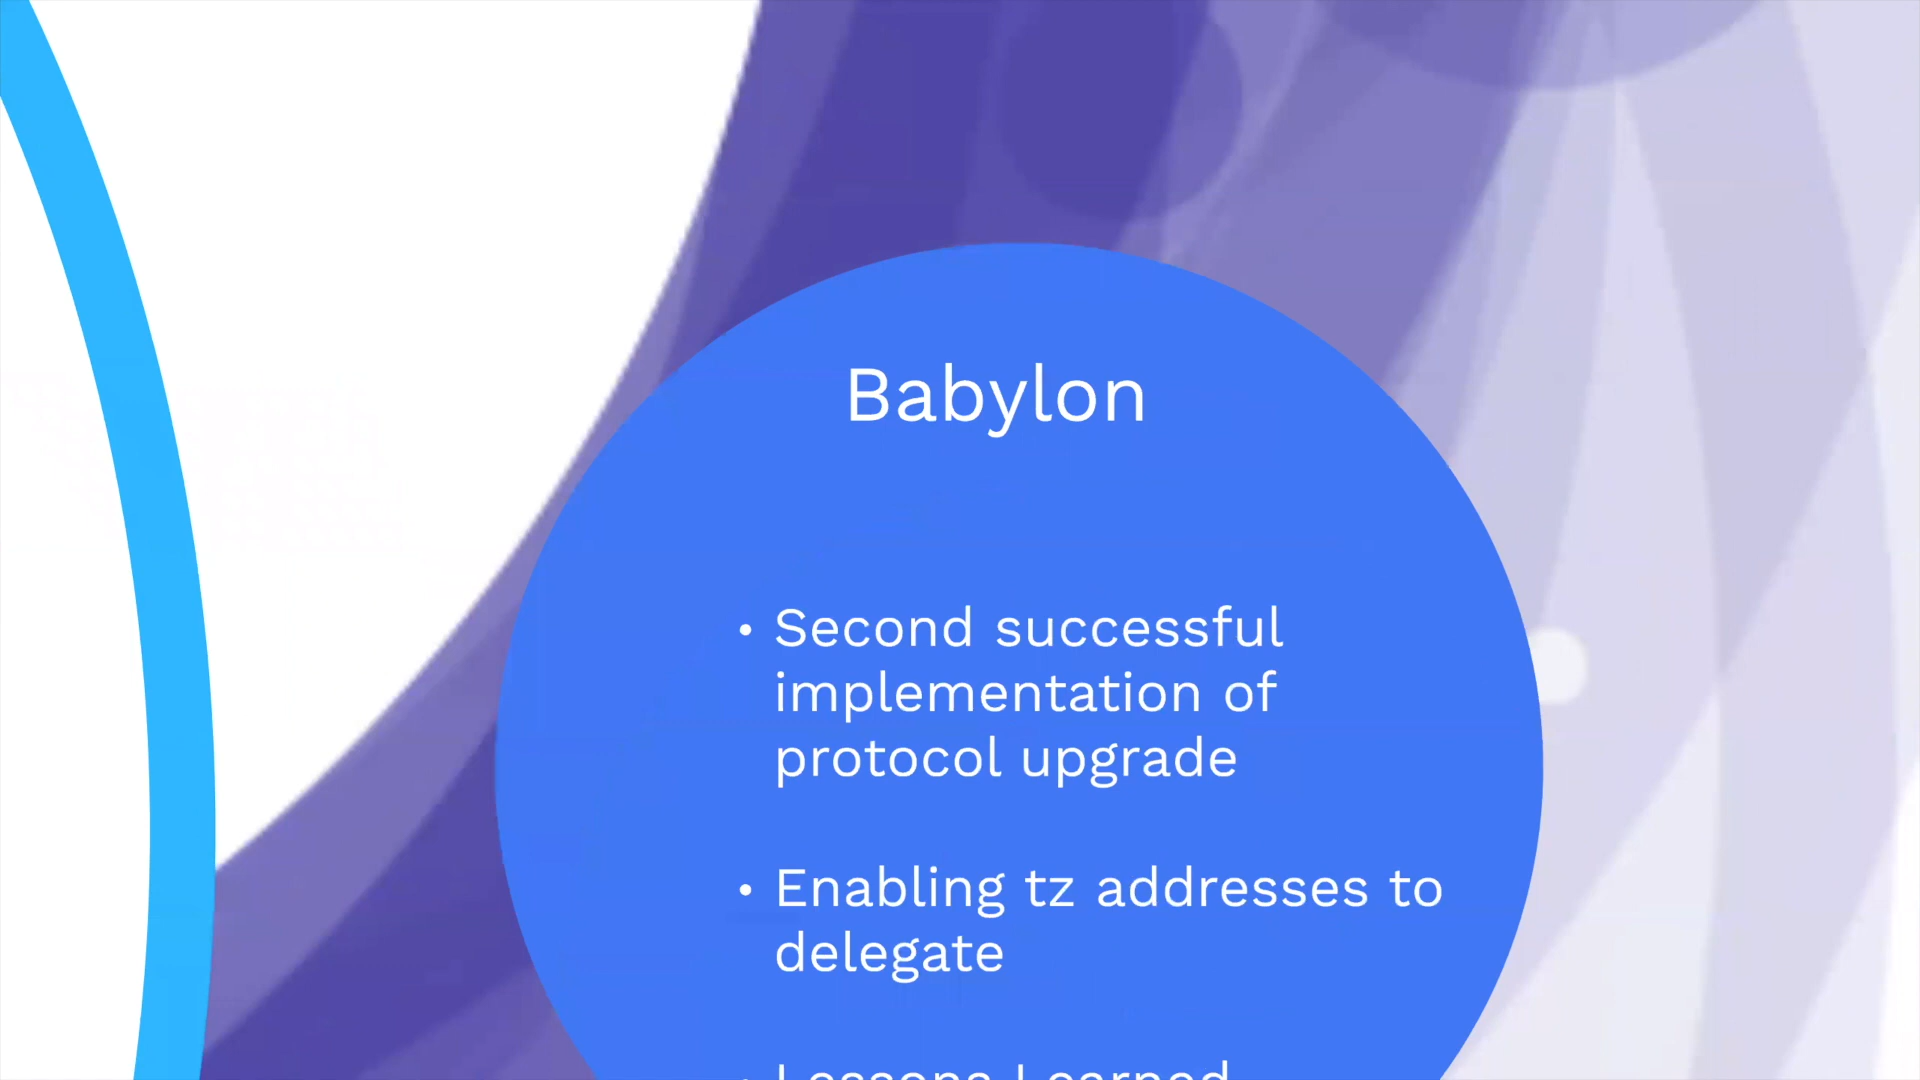 Babylon
• Second successful
implementation of
protocol upgrade
• Enabling tz addresses to
delegate
• Lessons Learned